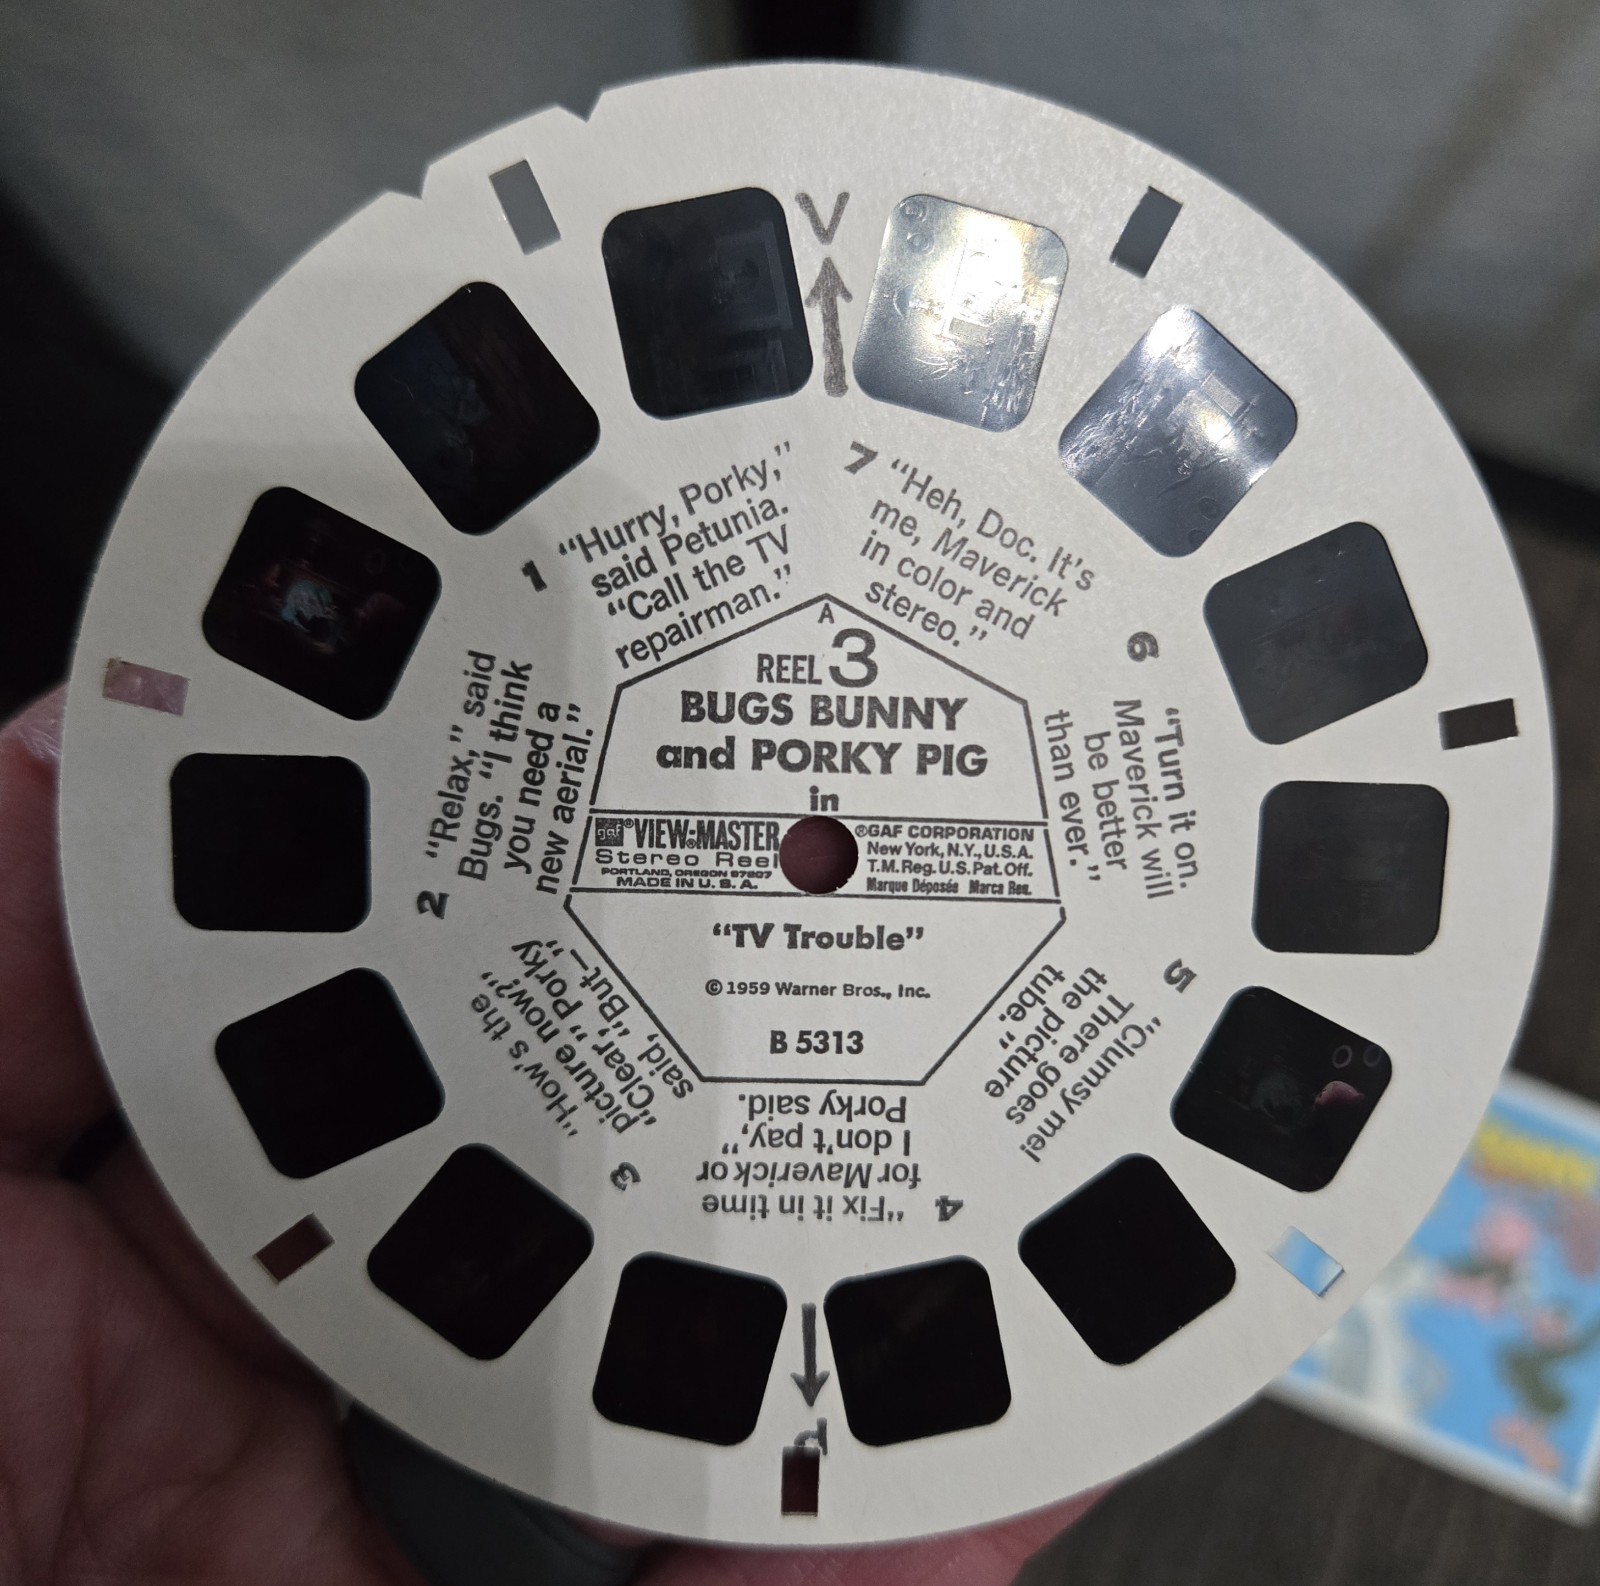 V
A
REEL 3
BUGS BUNNY
and PORKY PIG
in
gaf ®VIEW-MASTER®
Stereo Reel
PORTLAND, OREGON 97207
MADE IN U.S.A.
®GAF CORPORATION
New York, N.Y., U.S.A.
T.M. Reg. U.S. Pat. Off.
Marque Déposée Marca Reg.
“TV Trouble”
© 1959 Warner Bros., Inc.
B 5313
1
“Hurry, Porky,”
said Petunia.
“Call the TV
repairman.”
2
“Relax,” said
Bugs. “I think
you need a
new aerial.”
3
“How’s the
picture now?”
“Clear,” Porky
said, “But—”
4
“Fix it in time
for Maverick or
I don’t pay,”
Porky said.
5
“Clumsy me!
There goes
the picture
tube.”
6
“Turn it on.
Maverick will
be better
than ever.”
7
“Heh, Doc. It’s
me, Maverick
in color and
stereo.”